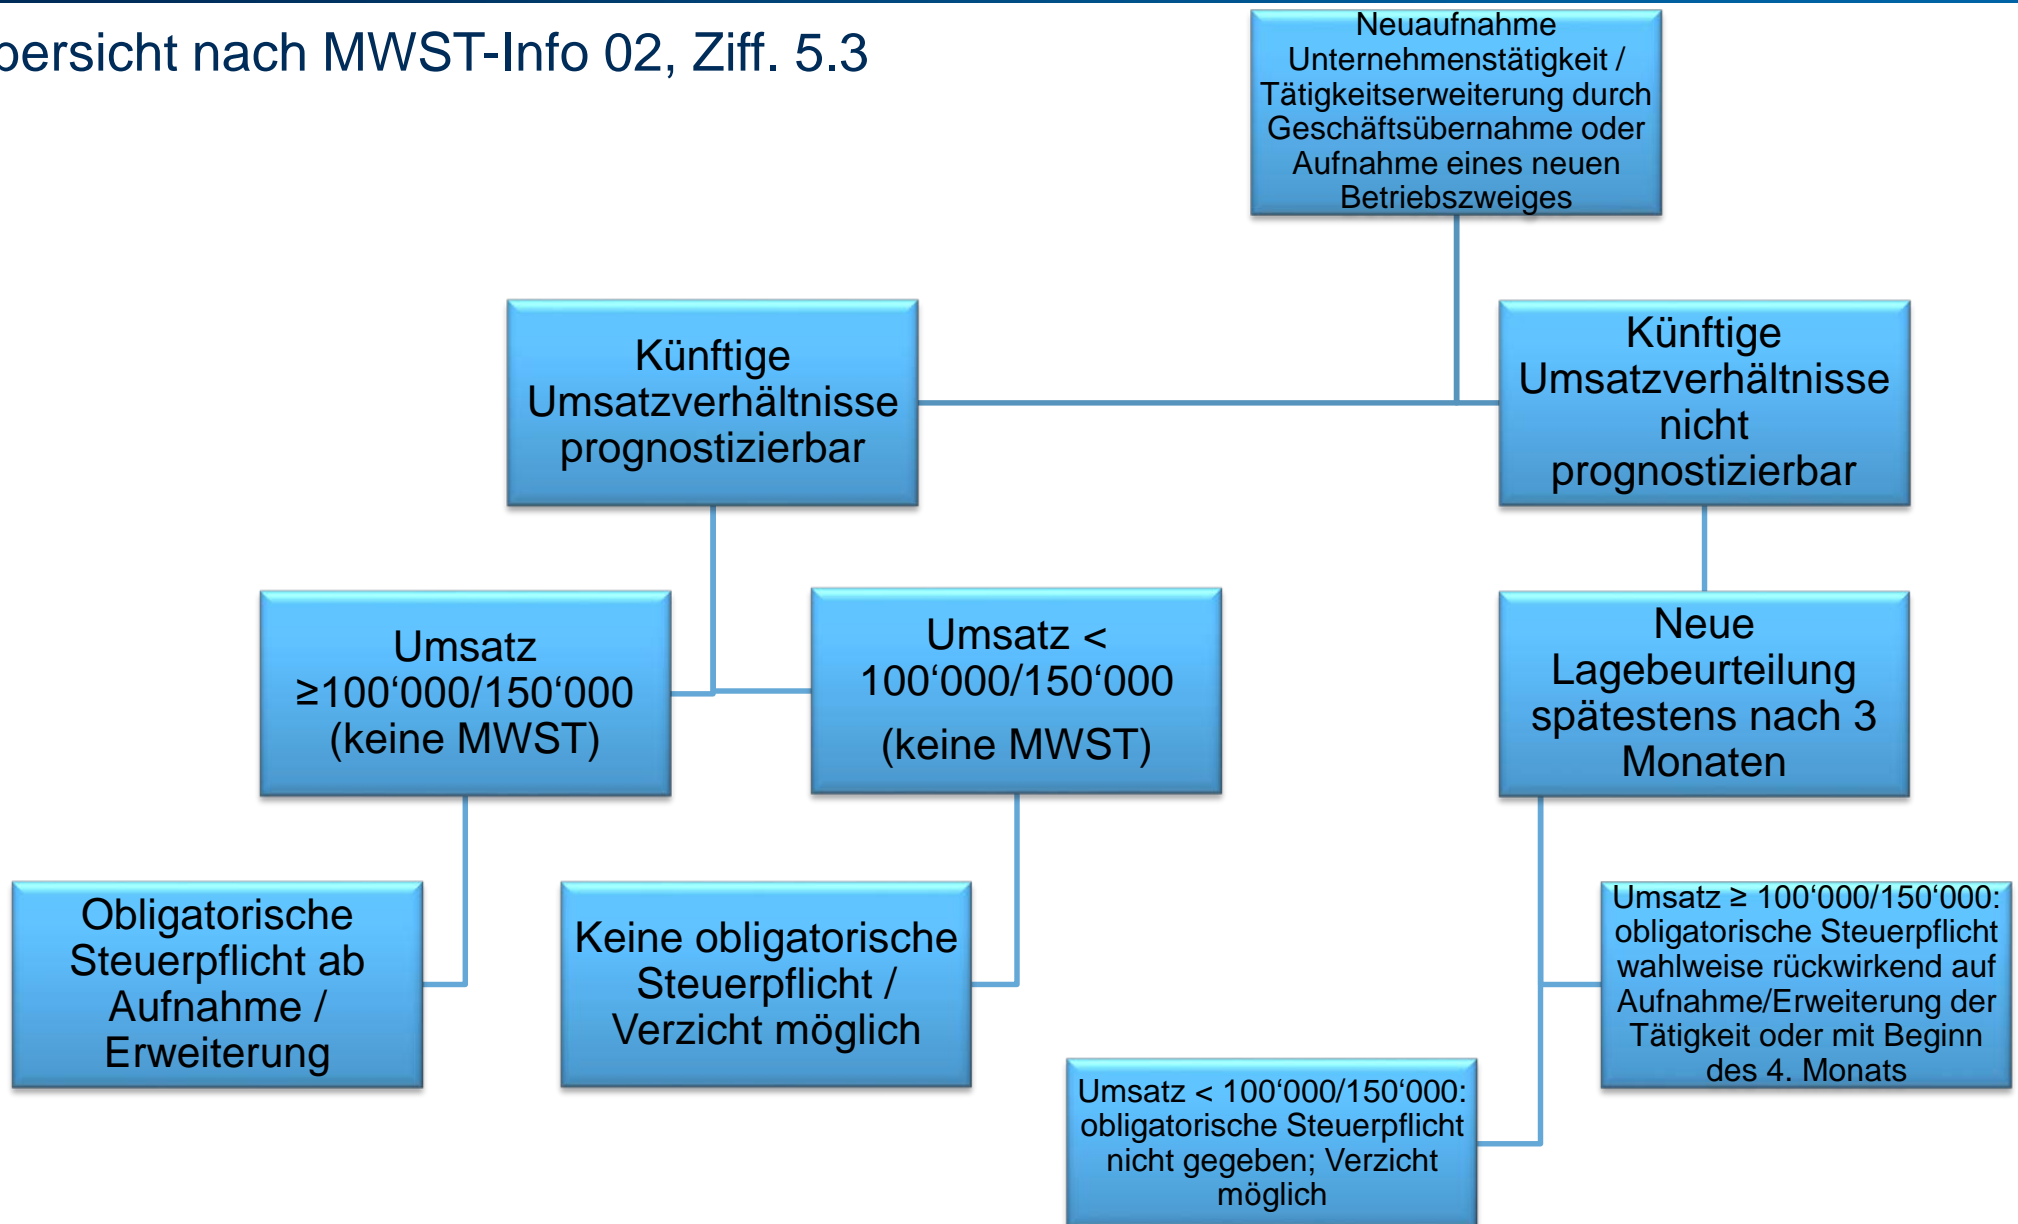 bersicht nach MWST-Info 02, Ziff. 5.3
Neuaufnahme
Unternehmenstätigkeit /
Tätigkeitserweiterung durch
Geschäftsübernahme oder
Aufnahme eines neuen
Betriebszweiges
Künftige
Umsatzverhältnisse
prognostizierbar
Künftige
Umsatzverhältnisse
nicht
prognostizierbar
Umsatz
≥100‘000/150‘000
(keine MWST)
Umsatz <
100‘000/150‘000
(keine MWST)
Neue
Lagebeurteilung
spätestens nach 3
Monaten
Obligatorische
Steuerpflicht ab
Aufnahme /
Erweiterung
Keine obligatorische
Steuerpflicht /
Verzicht möglich
Umsatz ≥ 100‘000/150‘000:
obligatorische Steuerpflicht
wahlweise rückwirkend auf
Aufnahme/Erweiterung der
Tätigkeit oder mit Beginn
des 4. Monats
Umsatz < 100‘000/150‘000:
obligatorische Steuerpflicht
nicht gegeben; Verzicht
möglich